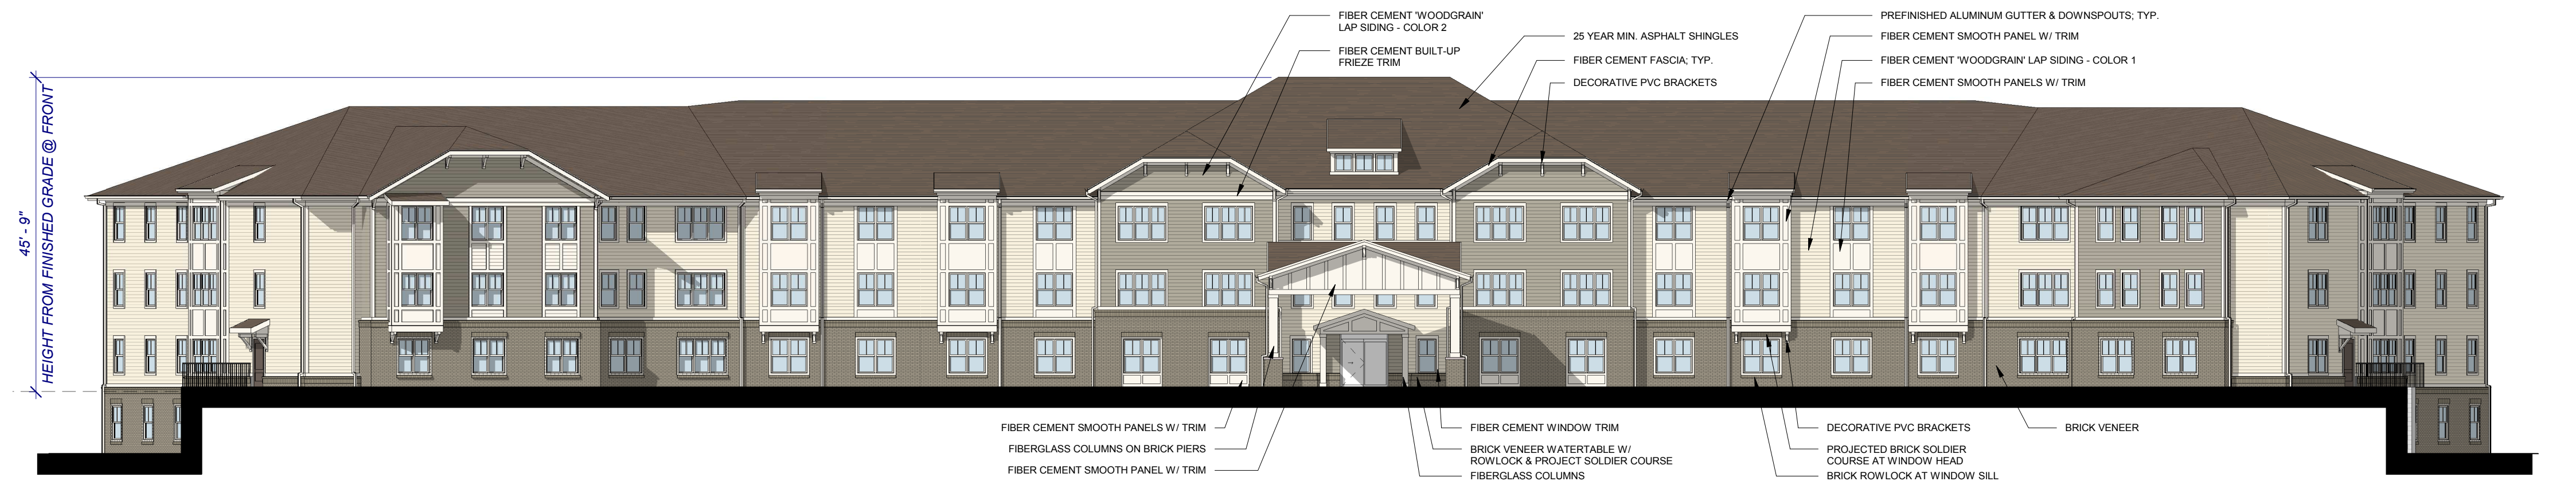 FIBER CEMENT 'WOODGRAIN'
LAP SIDING - COLOR 2
FIBER CEMENT BUILT-UP
FRIEZE TRIM
25 YEAR MIN. ASPHALT SHINGLES
FIBER CEMENT FASCIA; TYP.
DECORATIVE PVC BRACKETS
PREFINISHED ALUMINUM GUTTER & DOWNSPOUTS; TYP.
FIBER CEMENT SMOOTH PANEL W/ TRIM
FIBER CEMENT 'WOODGRAIN' LAP SIDING - COLOR 1
FIBER CEMENT SMOOTH PANELS W/ TRIM
45' - 9"
HEIGHT FROM FINISHED GRADE @ FRONT
FIBER CEMENT SMOOTH PANELS W/ TRIM
FIBERGLASS COLUMNS ON BRICK PIERS
FIBER CEMENT SMOOTH PANEL W/ TRIM
FIBER CEMENT WINDOW TRIM
BRICK VENEER WATERTABLE W/
ROWLOCK & PROJECT SOLDIER COURSE
FIBERGLASS COLUMNS
DECORATIVE PVC BRACKETS
PROJECTED BRICK SOLDIER
COURSE AT WINDOW HEAD
BRICK ROWLOCK AT WINDOW SILL
BRICK VENEER